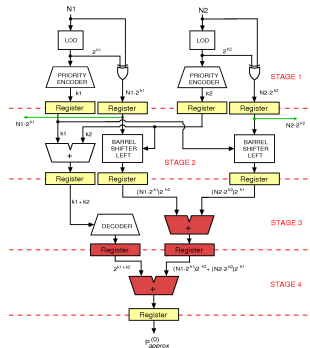 N1 N2
LOD LOD
2^k1 2^k2
PRIORITY ENCODER PRIORITY ENCODER
STAGE 1
k1 N1-2^k1 k2 N2-2^k2
Register Register Register Register
N1-2^k1 k1 k2 N2-2^k2
+ BARREL SHIFTER LEFT BARREL SHIFTER LEFT
STAGE 2
Register Register Register
(N1-2^k1)2^k2 (N2-2^k2)2^k1
k1+k2
+ STAGE 3
DECODER
Register Register
2^k1+k2 (N1-2^k1)2^k2+(N2-2^k2)2^k1
+ STAGE 4
Register
P(0)approx